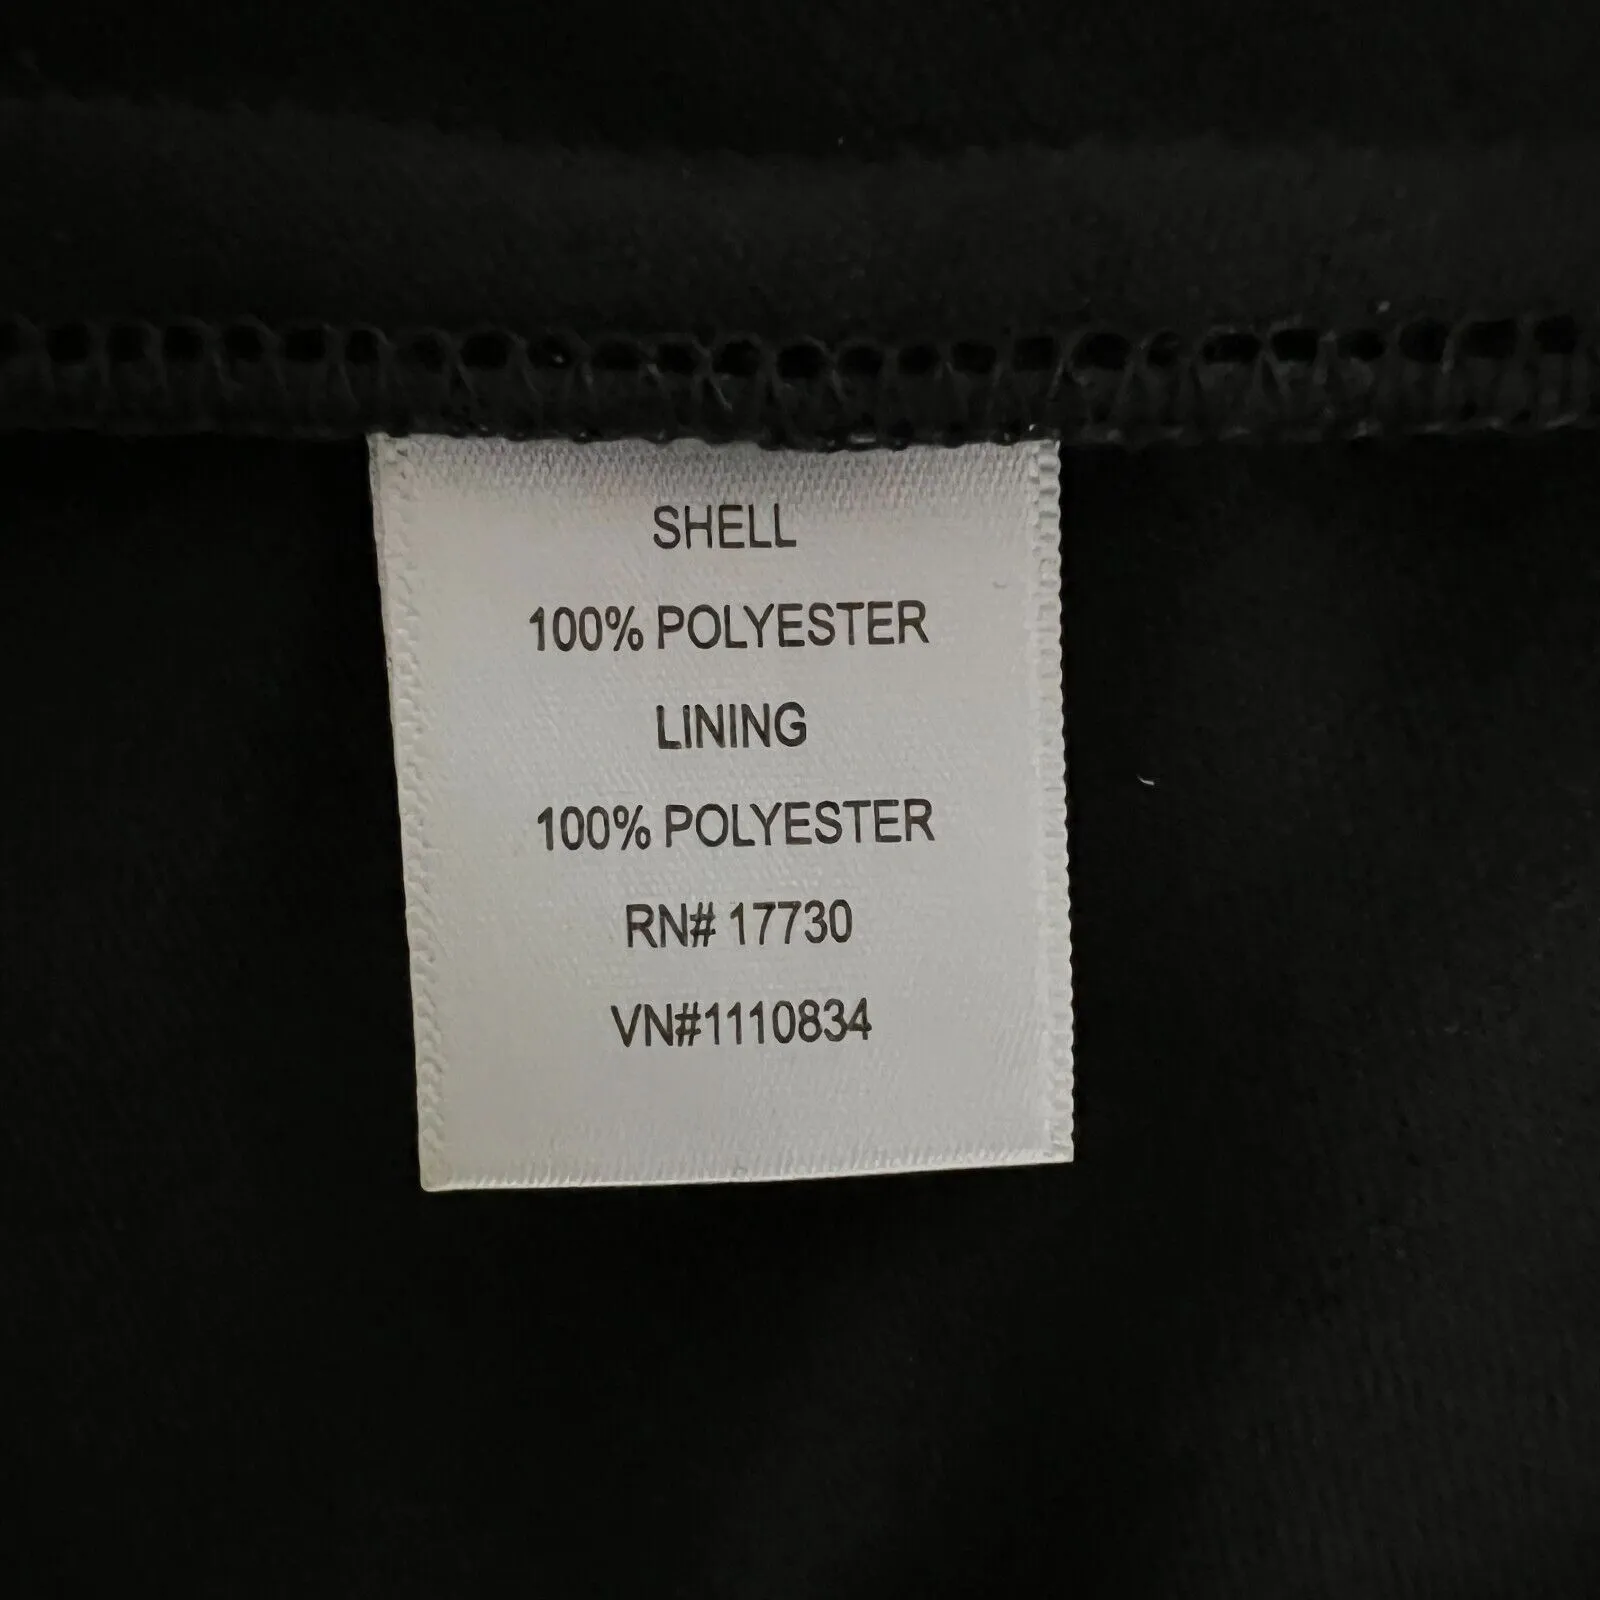 SHELL
100% POLYESTER
LINING
100% POLYESTER
RN# 17730
VN#1110834